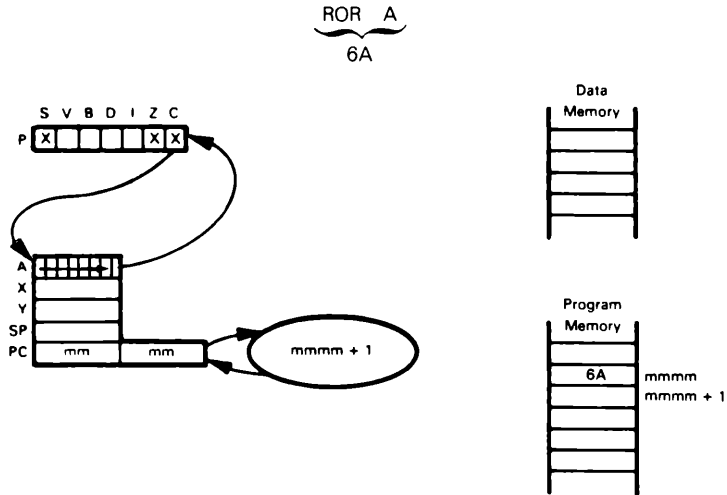 ROR A
6A
S V B D I Z C
P X X X
A
X
Y
SP
PC mm mm
mmmm + 1
Data
Memory
Program
Memory
6A mmmm
mmmm + 1